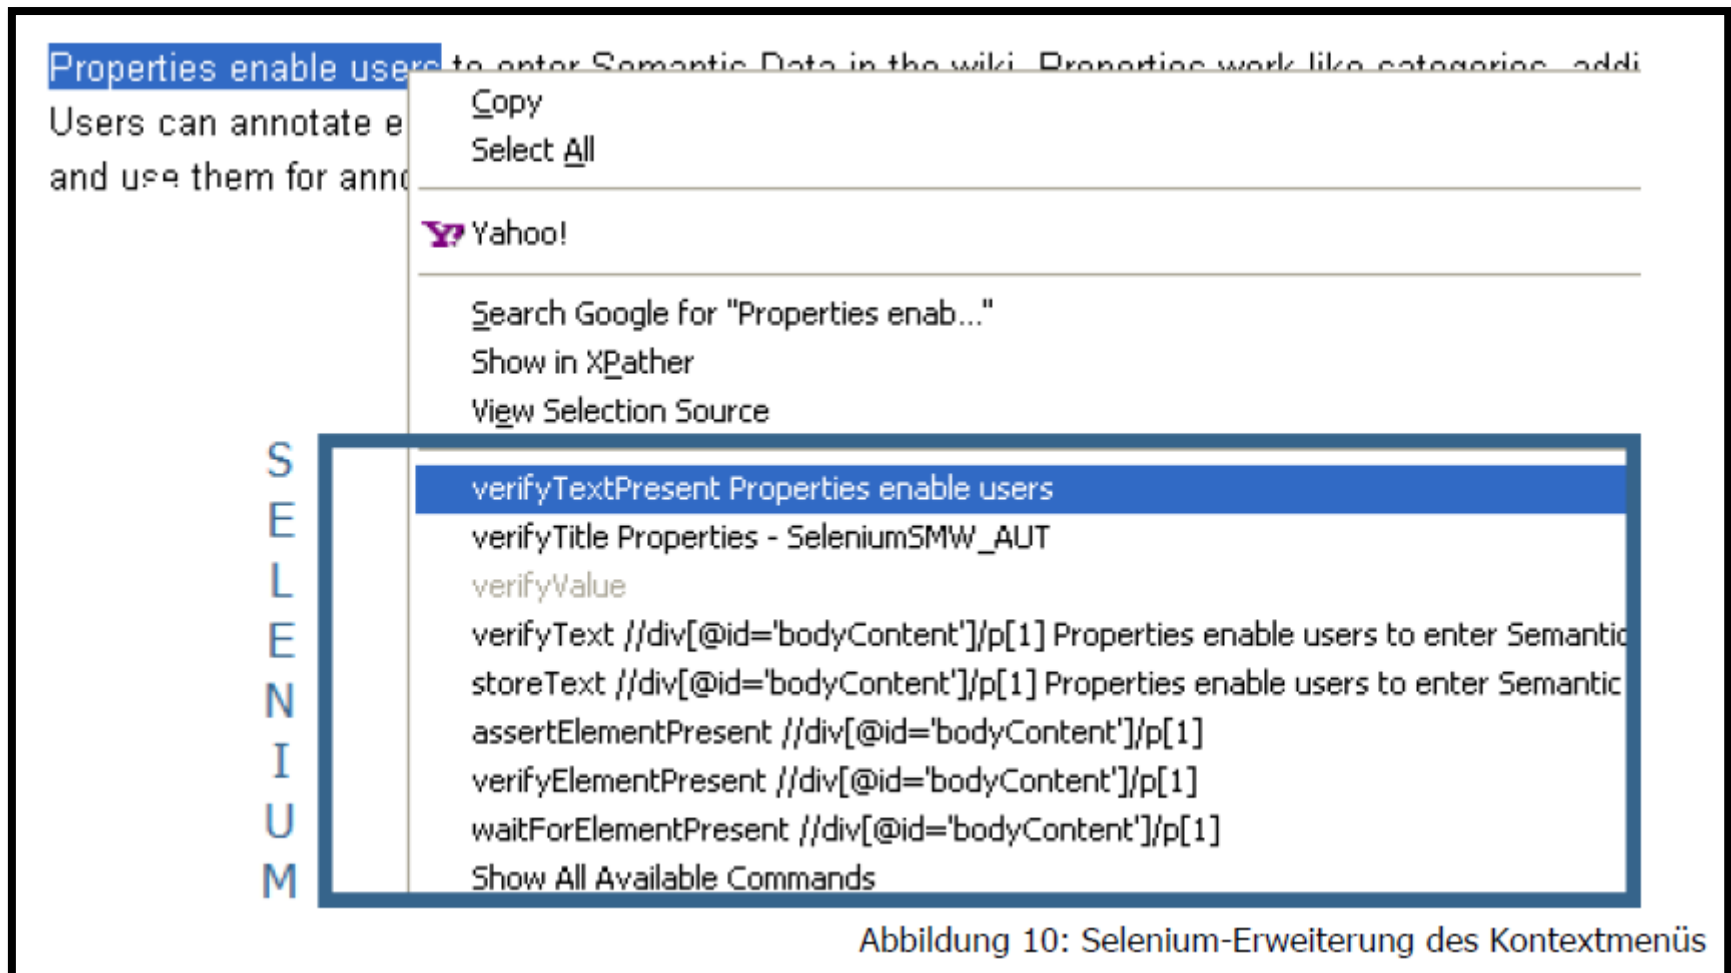 Properties enable users to enter Semantic Data in the wiki. Properties work like categories, addi
Users can annotate e
and use them for anno
Copy
Select All
Yahoo!
Search Google for "Properties enab..."
Show in XPather
View Selection Source
SELENIUM
verifyTextPresent Properties enable users
verifyTitle Properties - SeleniumSMW_AUT
verifyValue
verifyText //div[@id='bodyContent']/p[1] Properties enable users to enter Semantic
storeText //div[@id='bodyContent']/p[1] Properties enable users to enter Semantic
assertElementPresent //div[@id='bodyContent']/p[1]
verifyElementPresent //div[@id='bodyContent']/p[1]
waitForElementPresent //div[@id='bodyContent']/p[1]
Show All Available Commands
Abbildung 10: Selenium-Erweiterung des Kontextmenüs